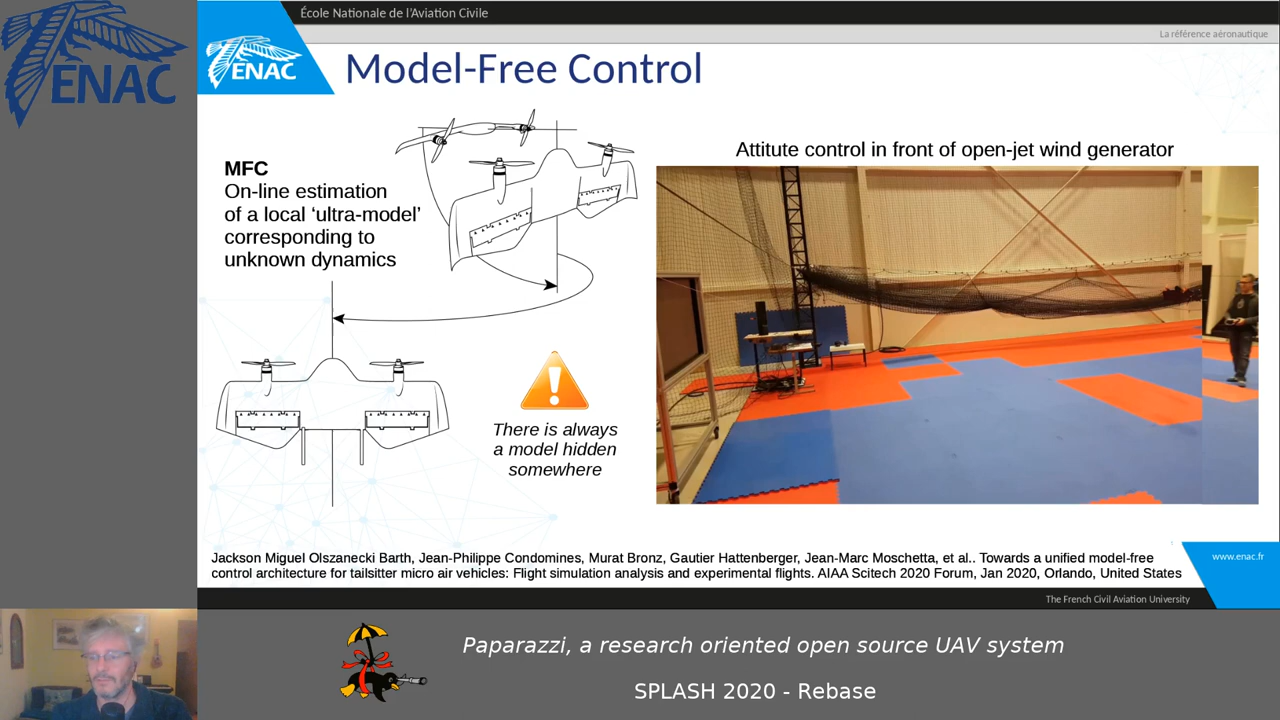 ENAC
École Nationale de l'Aviation Civile
La référence aéronautique
ENAC
Model-Free Control
MFC
On-line estimation
of a local ‘ultra-model’
corresponding to
unknown dynamics
Attitute control in front of open-jet wind generator
There is always
a model hidden
somewhere
Jackson Miguel Olszanecki Barth, Jean-Philippe Condomines, Murat Bronz, Gautier Hattenberger, Jean-Marc Moschetta, et al.. Towards a unified model-free
control architecture for tailsitter micro air vehicles: Flight simulation analysis and experimental flights. AIAA Scitech 2020 Forum, Jan 2020, Orlando, United States
www.enac.fr
The French Civil Aviation University
Paparazzi, a research oriented open source UAV system
SPLASH 2020 - Rebase